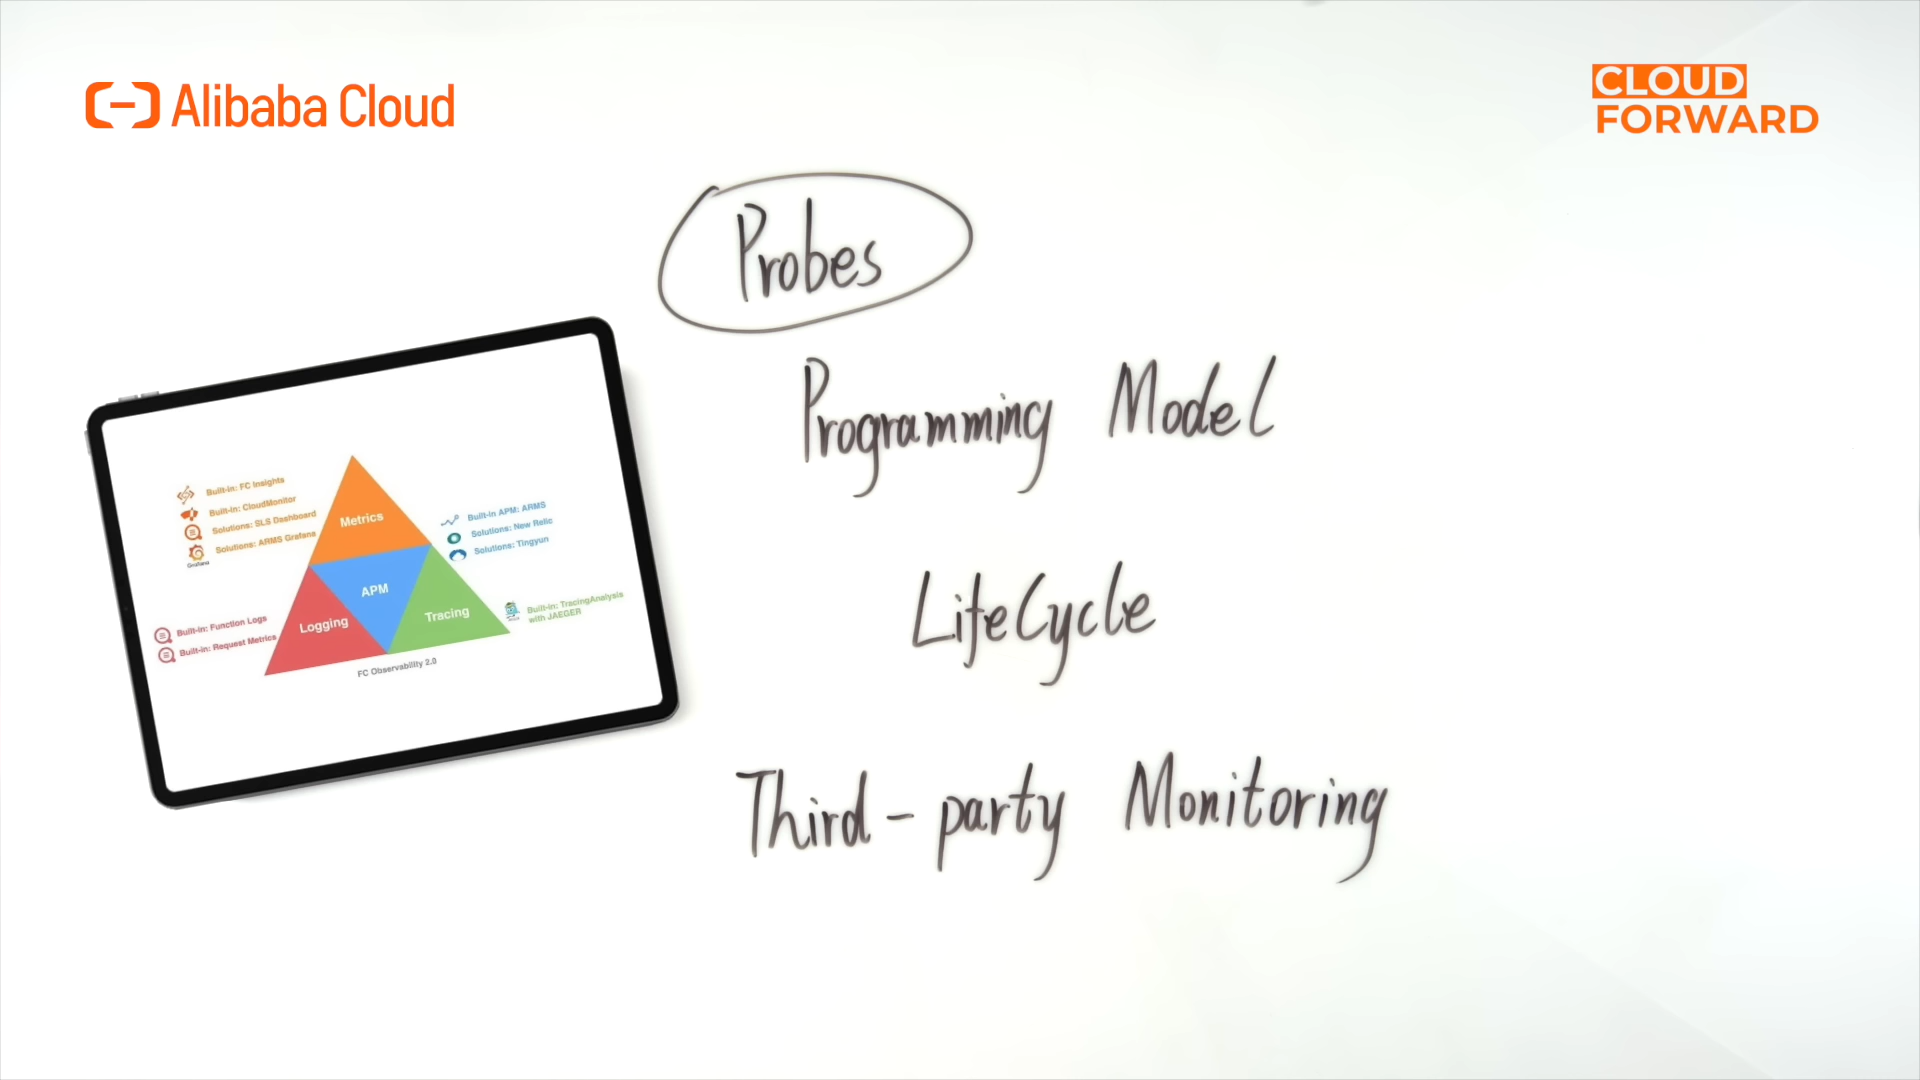 Alibaba Cloud
CLOUD
FORWARD
Probes
Programming Model
LifeCycle
Third-party Monitoring
Built-in: FC Insights
Built-in: CloudMonitor
Solutions: SLS Dashboard
Solutions: ARMS Grafana
Grafana
Metrics
Built-in APM: ARMS
Solutions: New Relic
Solutions: Tingyun
APM
Logging
Tracing
Built-in: Function Logs
Built-in: Request Metrics
Built-in: TracingAnalysis
with JAEGER
FC Observability 2.0